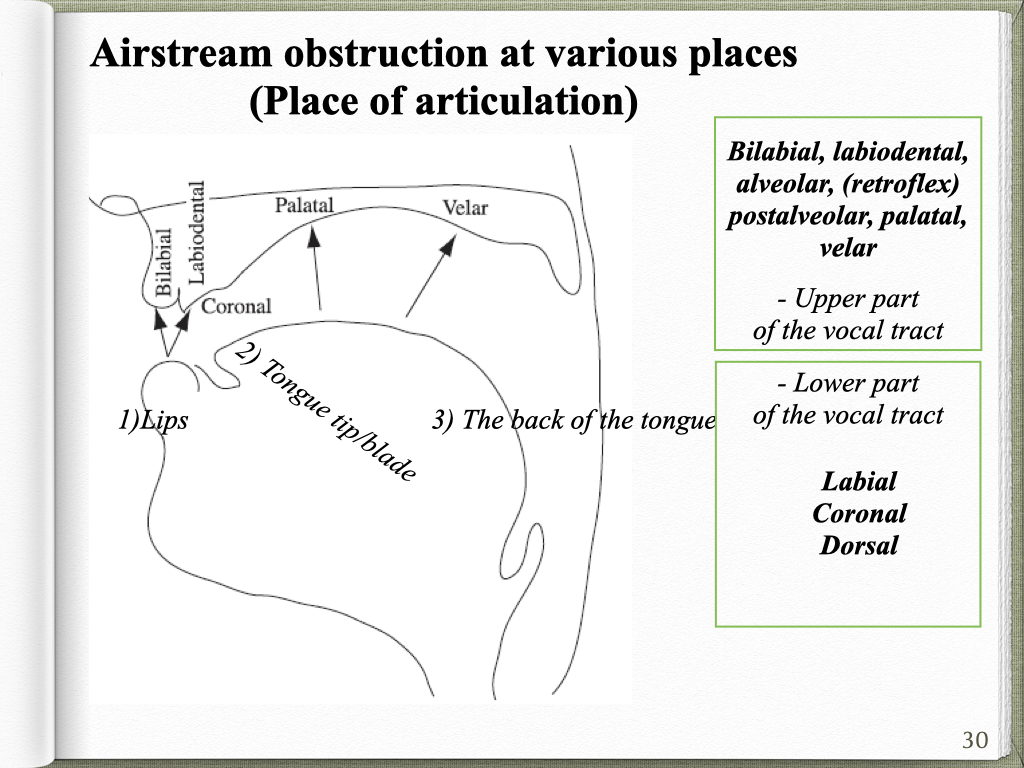 Airstream obstruction at various places
(Place of articulation)
Bilabial
Labiodental
Palatal
Velar
Coronal
1)Lips
2) Tongue tip/blade
3) The back of the tongue
Bilabial, labiodental,
alveolar, (retroflex)
postalveolar, palatal,
velar
- Upper part
of the vocal tract
- Lower part
of the vocal tract
Labial
Coronal
Dorsal
30